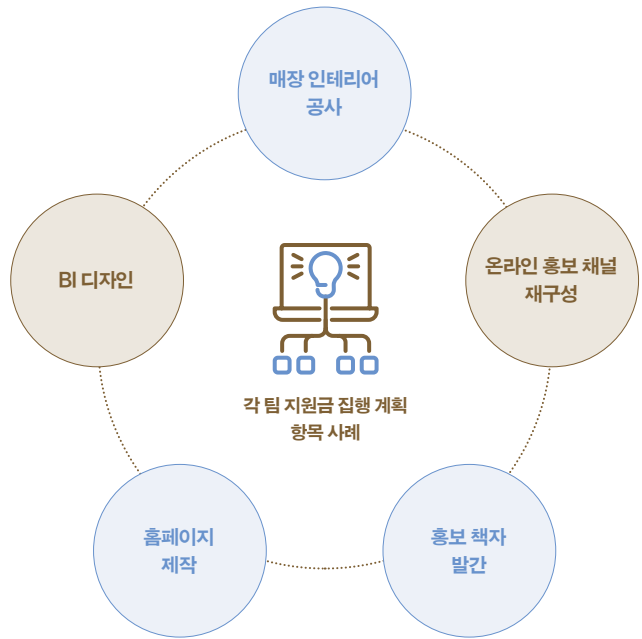 매장 인테리어
공사
BI 디자인
온라인 홍보 채널
재구성
각 팀 지원금 집행 계획
항목 사례
홈페이지
제작
홍보 책자
발간